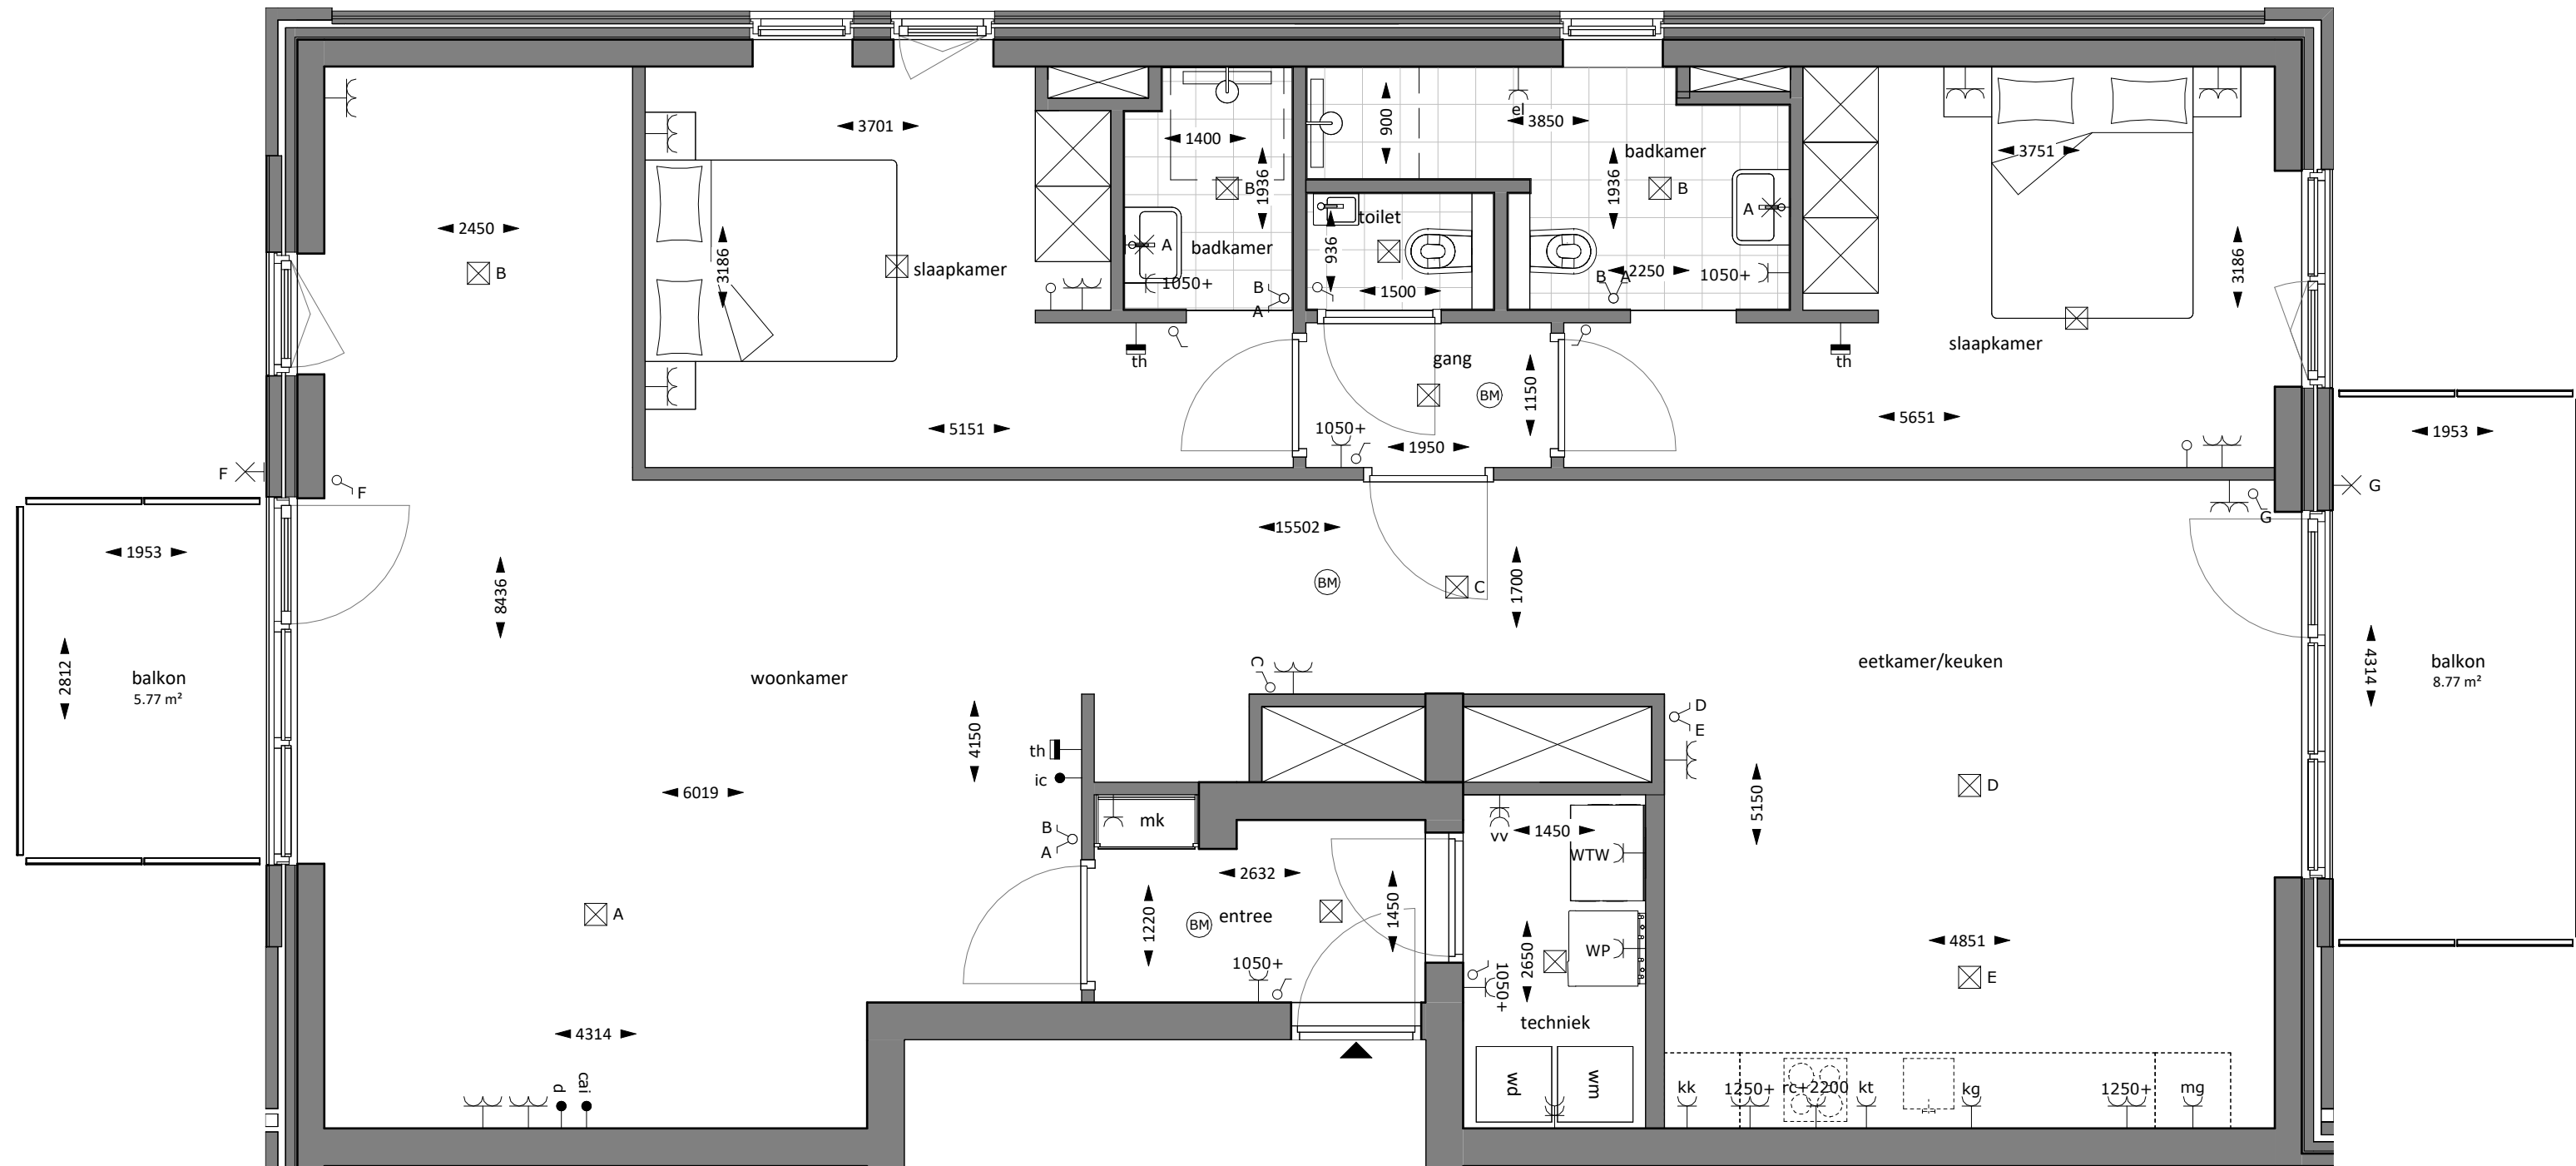 3701
1400
1936
B
badkamer
A
1050+
B
A
900
el
3850
badkamer
1936
B
A
2250
1050+
B
A
toilet
936
1500
3751
3186
slaapkamer
2450
B
3186
slaapkamer
th
5151
gang
BM
1150
1050+
1950
th
5651
1953
F
F
G
G
1953
15502
8436
BM
C
1700
2812
balkon
5.77 m²
woonkamer
C
eetkamer/keuken
4314
balkon
8.77 m²
4150
th
ic
D
E
6019
B
A
mk
vv
1450
WTW
5150
D
2632
1220
BM
entree
1450
A
1050+
1050+
2650
WP
4851
E
techniek
4314
d
cai
wd
wm
kk
1250+
rc+2200
kt
kg
1250+
mg